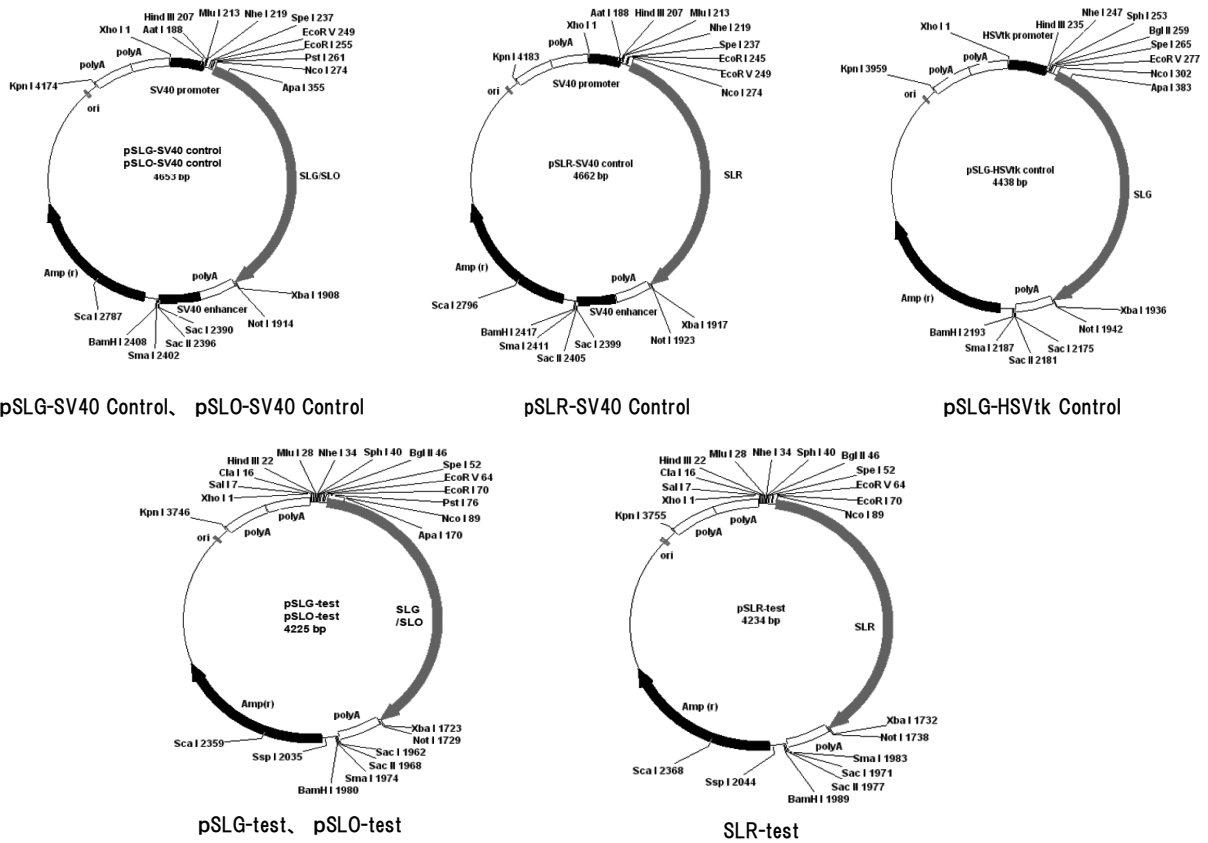 Hind III 207
Mlu I 213
Nhe I 219
Spe I 237
Aat I 188
EcoR V 249
Xho I 1
EcoR I 255
Pst I 261
polyA
Nco I 274
polyA
Apa I 355
Kpn I 4174
SV40 promoter
ori
pSLG-SV40 control
pSLO-SV40 control
4653 bp
SLG/SLO
Amp (r)
polyA
Xba I 1908
Sca I 2787
SV40 enhancer
Not I 1914
Sac I 2390
BamH I 2408
Sac II 2396
Sma I 2402
pSLG-SV40 Control、 pSLO-SV40 Control
Aat I 188
Hind III 207
Mlu I 213
Xho I 1
Nhe I 219
Spe I 237
polyA
EcoR I 245
Kpn I 4183
polyA
EcoR V 249
Nco I 274
SV40 promoter
ori
pSLR-SV40 control
4662 bp
SLR
Amp (r)
polyA
Sca I 2796
SV40 enhancer
Xba I 1917
BamH I 2417
Sac I 2399
Not I 1923
Sma I 2411
Sac II 2405
pSLR-SV40 Control
Nhe I 247
Hind III 235
Sph I 253
Xho I 1
HSVtk promoter
Bgl II 259
Spe I 265
polyA
EcoR V 277
Kpn I 3959
polyA
Nco I 302
Apa I 383
ori
pSLG-HSVtk control
4438 bp
SLG
Amp (r)
polyA
Xba I 1936
BamH I 2193
Not I 1942
Sma I 2187
Sac I 2175
Sac II 2181
pSLG-HSVtk Control
Mlu I 28
Nhe I 34
Sph I 40
Bgl II 46
Hind III 22
Spe I 52
Cla I 16
EcoR V 64
Sal I 7
EcoR I 70
Xho I 1
Pst I 76
Kpn I 3746
polyA
Nco I 89
polyA
Apa I 170
ori
pSLG-test
pSLO-test
4225 bp
SLG
/SLO
Amp(r)
polyA
Xba I 1723
Sca I 2359
Not I 1729
Ssp I 2035
Sac I 1962
Sac II 1968
Sma I 1974
BamH I 1980
pSLG-test、 pSLO-test
Mlu I 28
Nhe I 34
Sph I 40
Hind III 22
Bgl II 46
Cla I 16
Spe I 52
Sal I 7
EcoR V 64
Xho I 1
EcoR I 70
Kpn I 3755
polyA
Nco I 89
polyA
ori
pSLR-test
4234 bp
SLR
Amp (r)
Xba I 1732
Not I 1738
polyA
Sca I 2368
Sma I 1983
Ssp I 2044
Sac I 1971
Sac II 1977
BamH I 1989
SLR-test